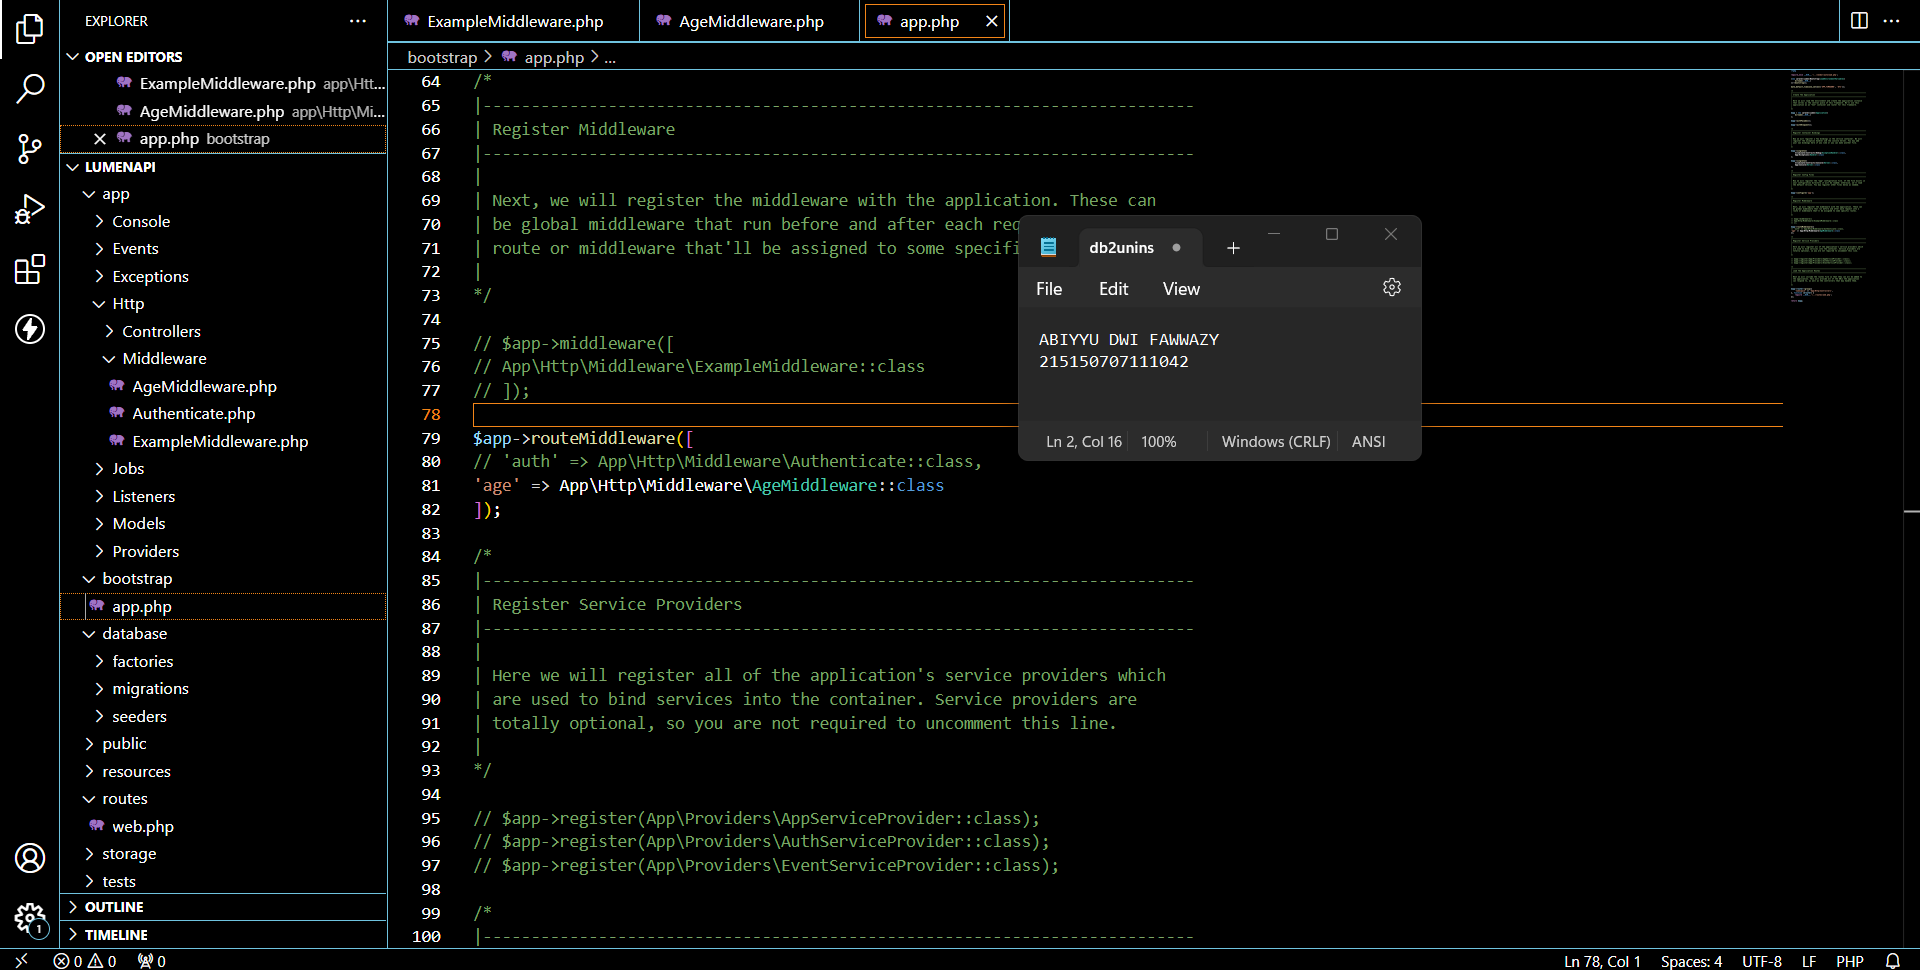 EXPLORER
OPEN EDITORS
ExampleMiddleware.php app\Htt...
AgeMiddleware.php app\Http\Mi...
app.php bootstrap
LUMENAPI
app
Console
Events
Exceptions
Http
Controllers
Middleware
AgeMiddleware.php
Authenticate.php
ExampleMiddleware.php
Jobs
Listeners
Models
Providers
bootstrap
app.php
database
factories
migrations
seeders
public
resources
routes
web.php
storage
tests
OUTLINE
TIMELINE
1
ExampleMiddleware.php
AgeMiddleware.php
app.php
bootstrap > app.php > ...
64 /*
65 |--------------------------------------------------------------------------
66 | Register Middleware
67 |--------------------------------------------------------------------------
68 |
69 | Next, we will register the middleware with the application. These can
70 | be global middleware that run before and after each req
71 | route or middleware that'll be assigned to some specifi
72 |
73 */
74
75 // $app->middleware([
76 // App\Http\Middleware\ExampleMiddleware::class
77 // ]);
78
79 $app->routeMiddleware([
80 // 'auth' => App\Http\Middleware\Authenticate::class,
81 'age' => App\Http\Middleware\AgeMiddleware::class
82 ]);
83
84 /*
85 |--------------------------------------------------------------------------
86 | Register Service Providers
87 |--------------------------------------------------------------------------
88 |
89 | Here we will register all of the application's service providers which
90 | are used to bind services into the container. Service providers are
91 | totally optional, so you are not required to uncomment this line.
92 |
93 */
94
95 // $app->register(App\Providers\AppServiceProvider::class);
96 // $app->register(App\Providers\AuthServiceProvider::class);
97 // $app->register(App\Providers\EventServiceProvider::class);
98
99 /*
100 |--------------------------------------------------------------------------
db2unins
File Edit View
ABIYYU DWI FAWWAZY
215150707111042
Ln 2, Col 16 100% Windows (CRLF) ANSI
0 0 0
Ln 78, Col 1 Spaces: 4 UTF-8 LF PHP